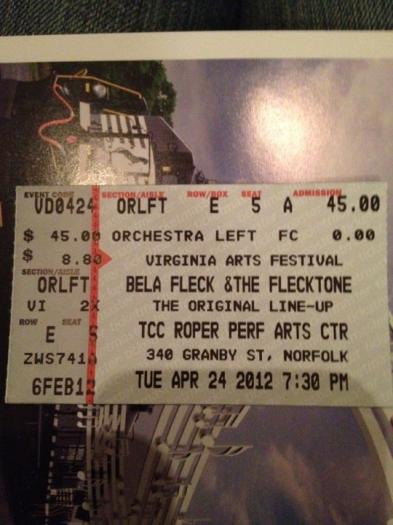 EVENT CODE SECTION/AISLE ROW/BOX SEAT ADMISSION
VD0424 ORLFT E 5 A 45.00
$ 45.00 ORCHESTRA LEFT FC 0.00
$ 8.80 VIRGINIA ARTS FESTIVAL
SECTION/AISLE
ORLFT BELA FLECK &THE FLECKTONE
VI 2X THE ORIGINAL LINE-UP
ROW SEAT
E 5 TCC ROPER PERF ARTS CTR
ZWS741A 340 GRANBY ST, NORFOLK
6FEB12 TUE APR 24 2012 7:30 PM